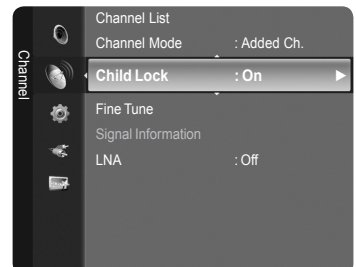 Channel
Channel List
Channel Mode : Added Ch.
Child Lock : On
Fine Tune
Signal Information
LNA : Off